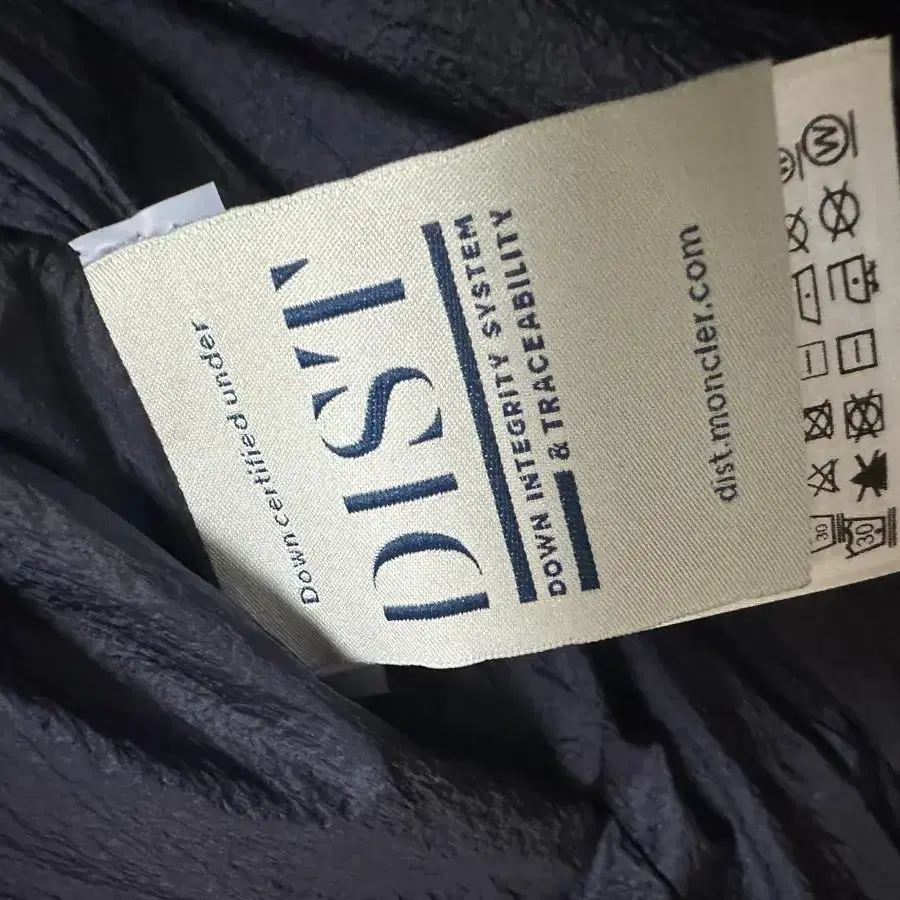 Down certified under
DIST
DOWN INTEGRITY SYSTEM
& TRACEABILITY
dist.moncler.com
30
30
W
W